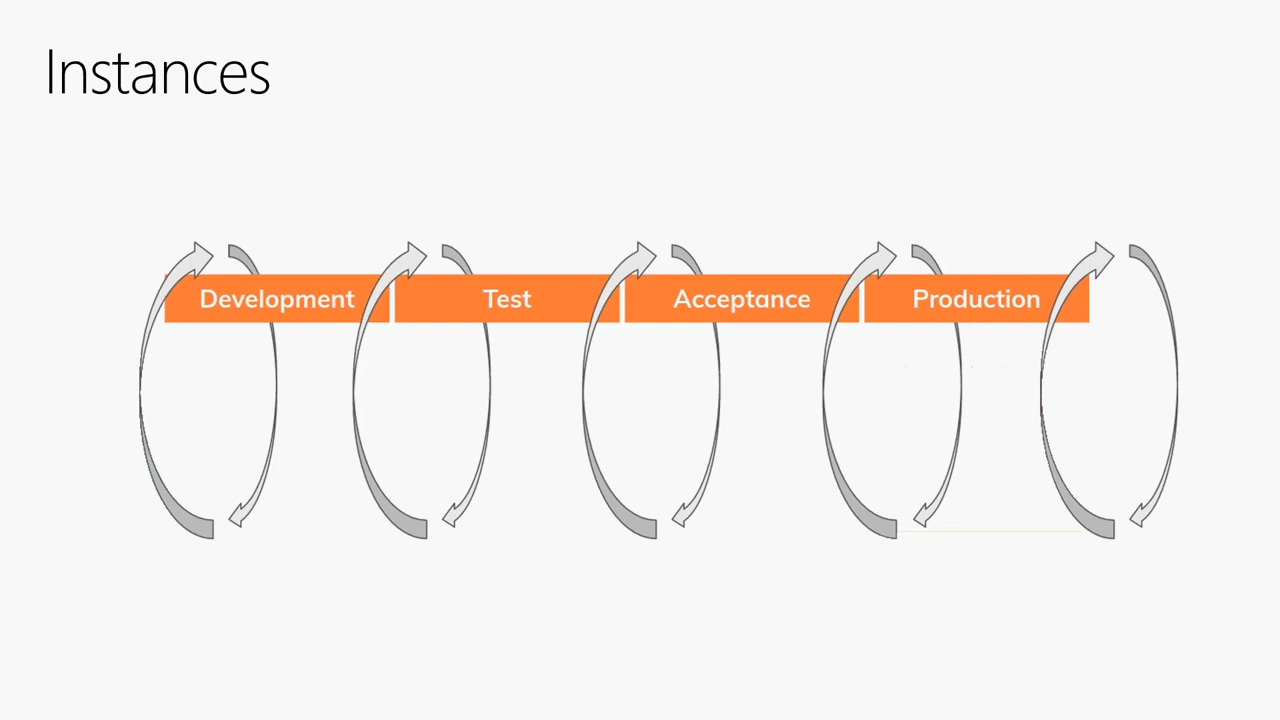 Instances
Development
Test
Acceptance
Production